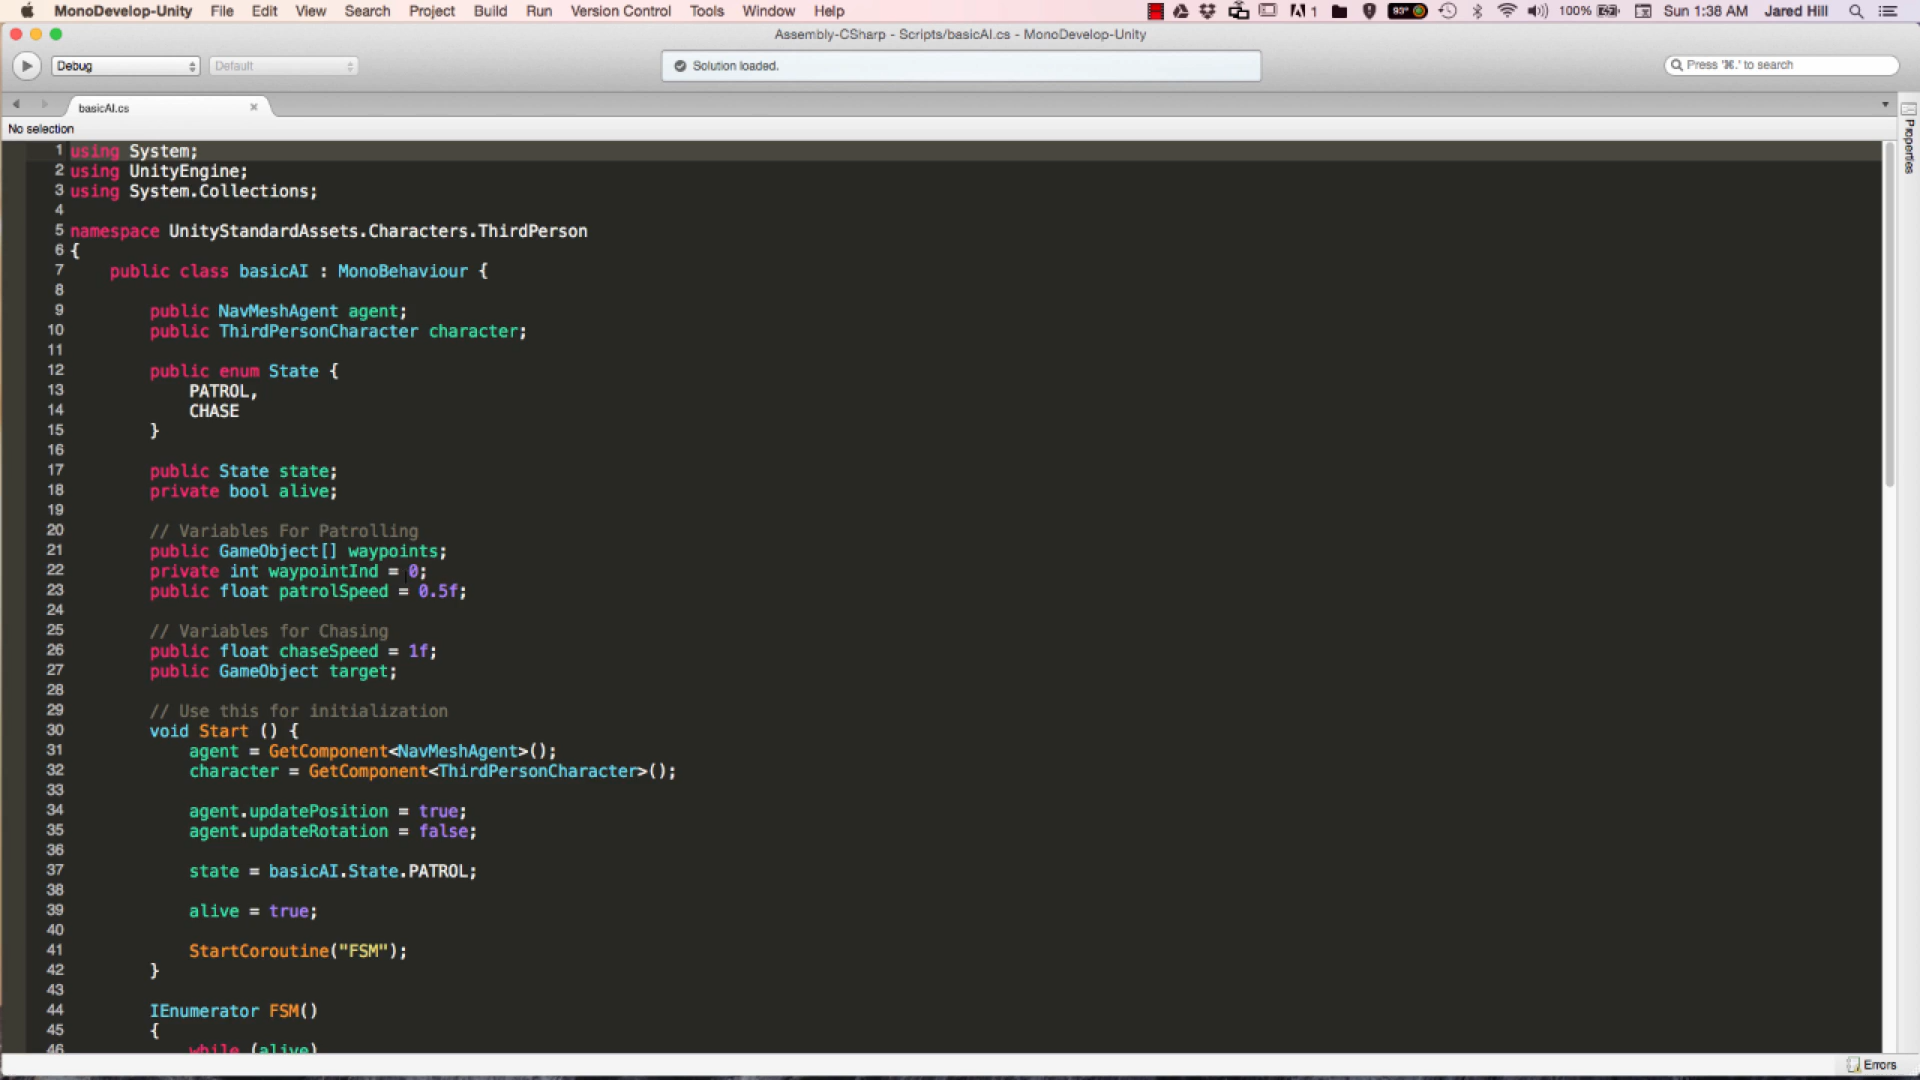 MonoDevelop-Unity File Edit View Search Project Build Run Version Control Tools Window Help 1 93° 100% Sun 1:38 AM Jared Hill
Assembly-CSharp - Scripts/basicAI.cs - MonoDevelop-Unity
Debug Default Solution loaded. Press '⌘.' to search
basicAI.cs
No selection
Properties
1 using System;
2 using UnityEngine;
3 using System.Collections;
4
5 namespace UnityStandardAssets.Characters.ThirdPerson
6 {
7 public class basicAI : MonoBehaviour {
8
9 public NavMeshAgent agent;
10 public ThirdPersonCharacter character;
11
12 public enum State {
13 PATROL,
14 CHASE
15 }
16
17 public State state;
18 private bool alive;
19
20 // Variables For Patrolling
21 public GameObject[] waypoints;
22 private int waypointInd = 0;
23 public float patrolSpeed = 0.5f;
24
25 // Variables for Chasing
26 public float chaseSpeed = 1f;
27 public GameObject target;
28
29 // Use this for initialization
30 void Start () {
31 agent = GetComponent<NavMeshAgent>();
32 character = GetComponent<ThirdPersonCharacter>();
33
34 agent.updatePosition = true;
35 agent.updateRotation = false;
36
37 state = basicAI.State.PATROL;
38
39 alive = true;
40
41 StartCoroutine("FSM");
42 }
43
44 IEnumerator FSM()
45 {
46 while (alive)
Errors